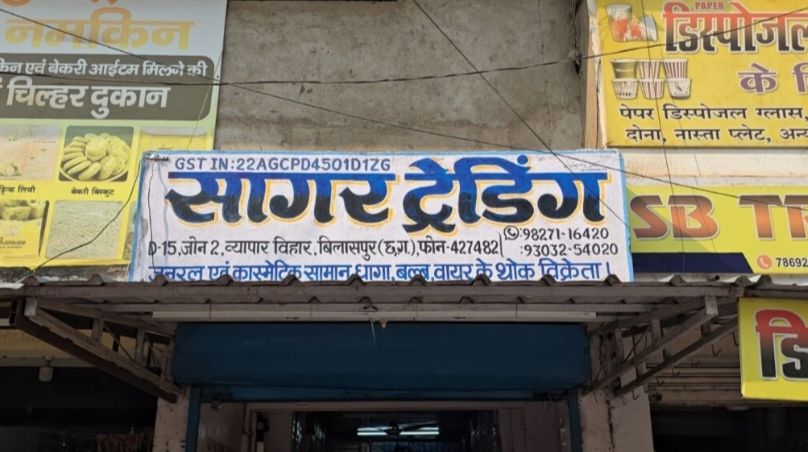 नमकिन
एवं बेकरी आईटम मिलने की
चिल्हर दुकान
बेकरी बिस्कुट
GST IN:22AGCPD4501D1ZG
सागर ट्रेडिंग
D-15,जोन 2,व्यापार विहार,बिलासपुर (छ.ग.),फोन-427482
98271-16420
93032-54020
जनरल एवं कास्मेटिक सामान धागा,बल्ब,वायर के थोक विक्रेता।
PAPER
डिस्पोजल
के
पेपर डिस्पोजल ग्लास,
दोना, नास्ता प्लेट,
SB
7869
डि